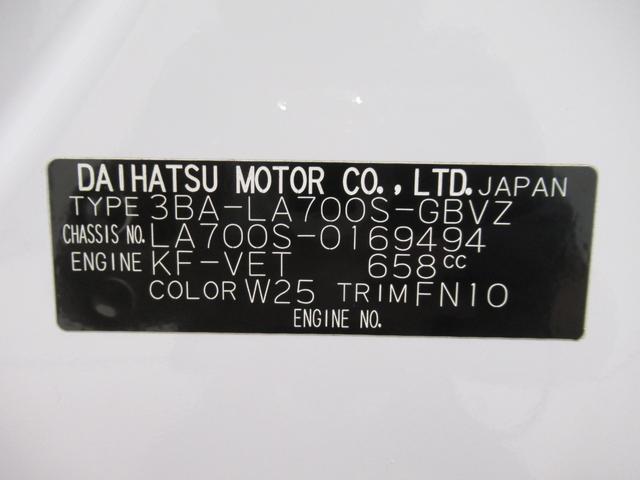 DAIHATSU MOTOR CO.,LTD. JAPAN
TYPE 3BA-LA700S-GBVZ
CHASSIS NO. LA700S-0169494
ENGINE KF-VET 658cc
COLOR W25 TRIM FN10
ENGINE NO.